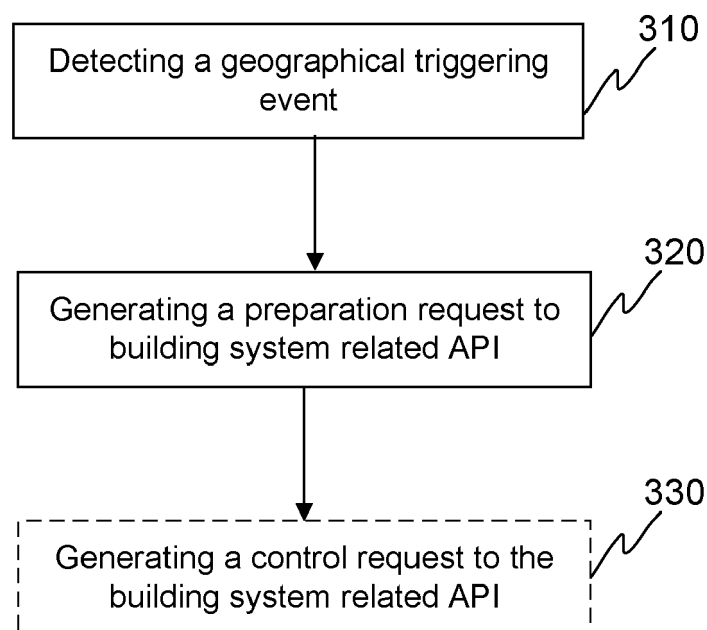 310
Detecting a geographical triggering
event
320
Generating a preparation request to
building system related API
330
Generating a control request to the
building system related API